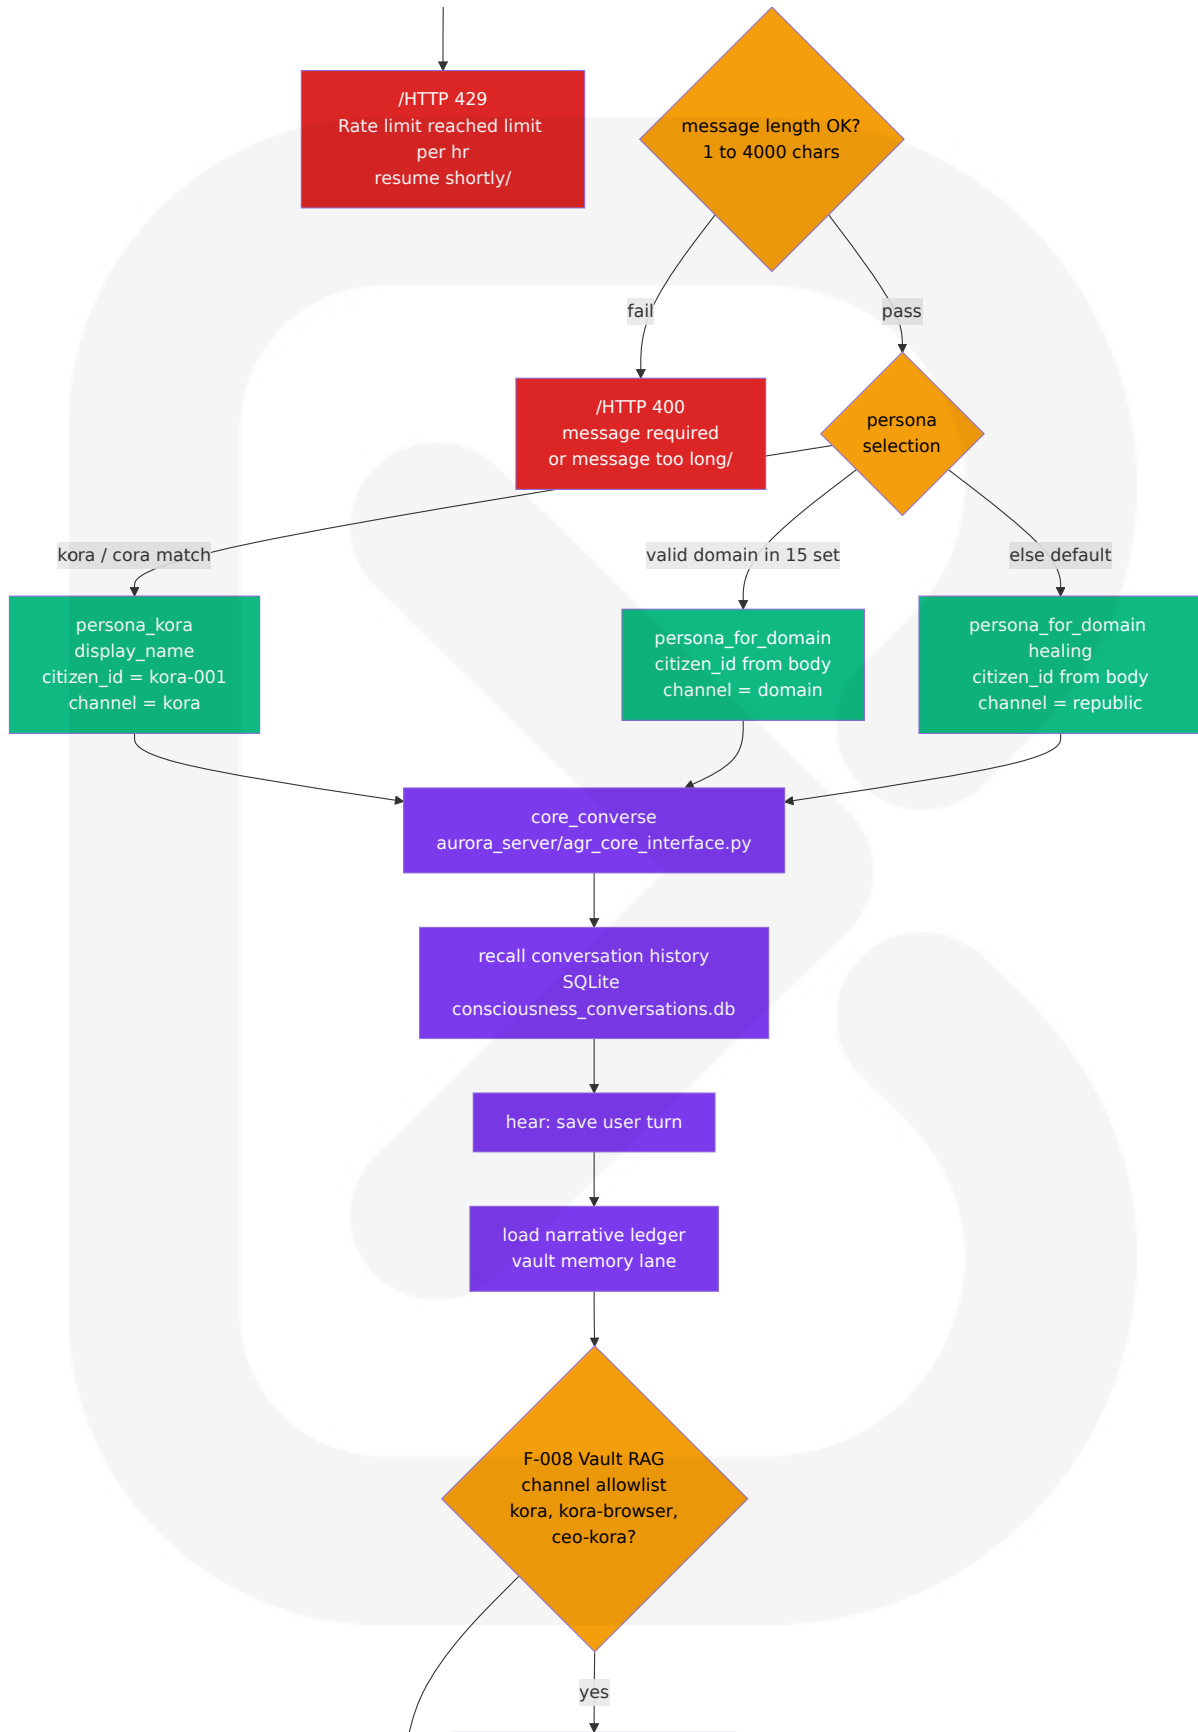 /HTTP 429
Rate limit reached limit
per hr
resume shortly/
message length OK?
1 to 4000 chars
fail
pass
/HTTP 400
message required
or message too long/
persona
selection
kora / cora match
valid domain in 15 set
else default
persona_kora
display_name
citizen_id = kora-001
channel = kora
persona_for_domain
citizen_id from body
channel = domain
persona_for_domain
healing
citizen_id from body
channel = republic
core_converse
aurora_server/agr_core_interface.py
recall conversation history
SQLite
consciousness_conversations.db
hear: save user turn
load narrative ledger
vault memory lane
F-008 Vault RAG
channel allowlist
kora, kora-browser,
ceo-kora?
yes